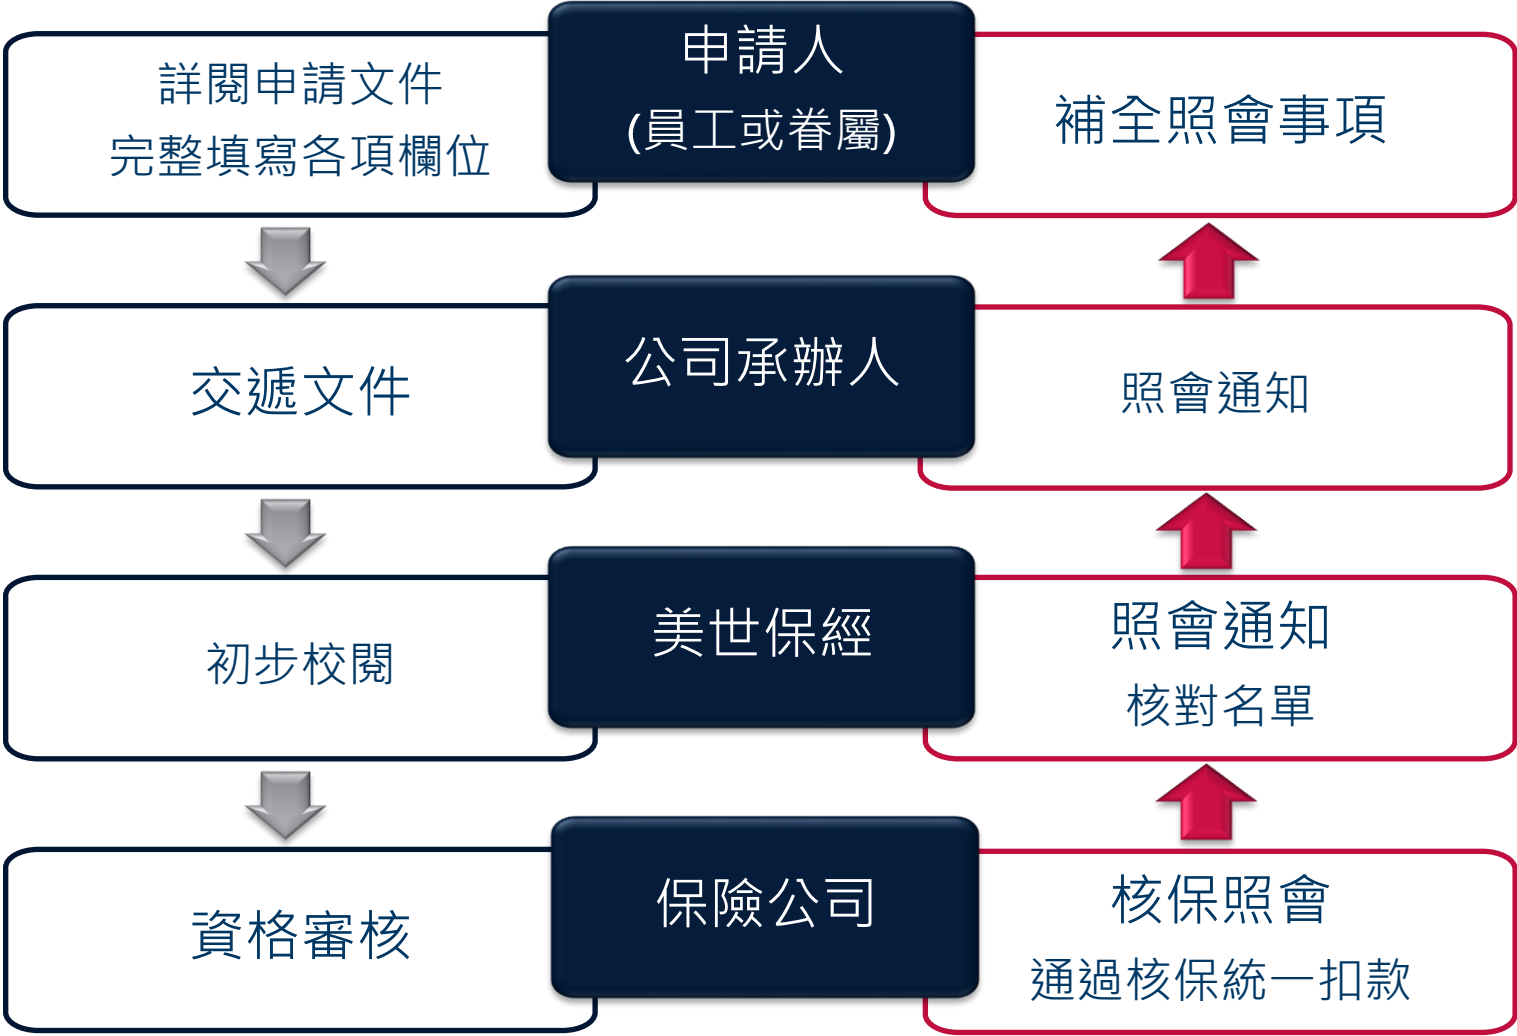 詳閱申請文件
完整填寫各項欄位
申請人
(員工或眷屬)
補全照會事項
交遞文件
公司承辦人
照會通知
初步校閱
美世保經
照會通知
核對名單
資格審核
保險公司
核保照會
通過核保統一扣款